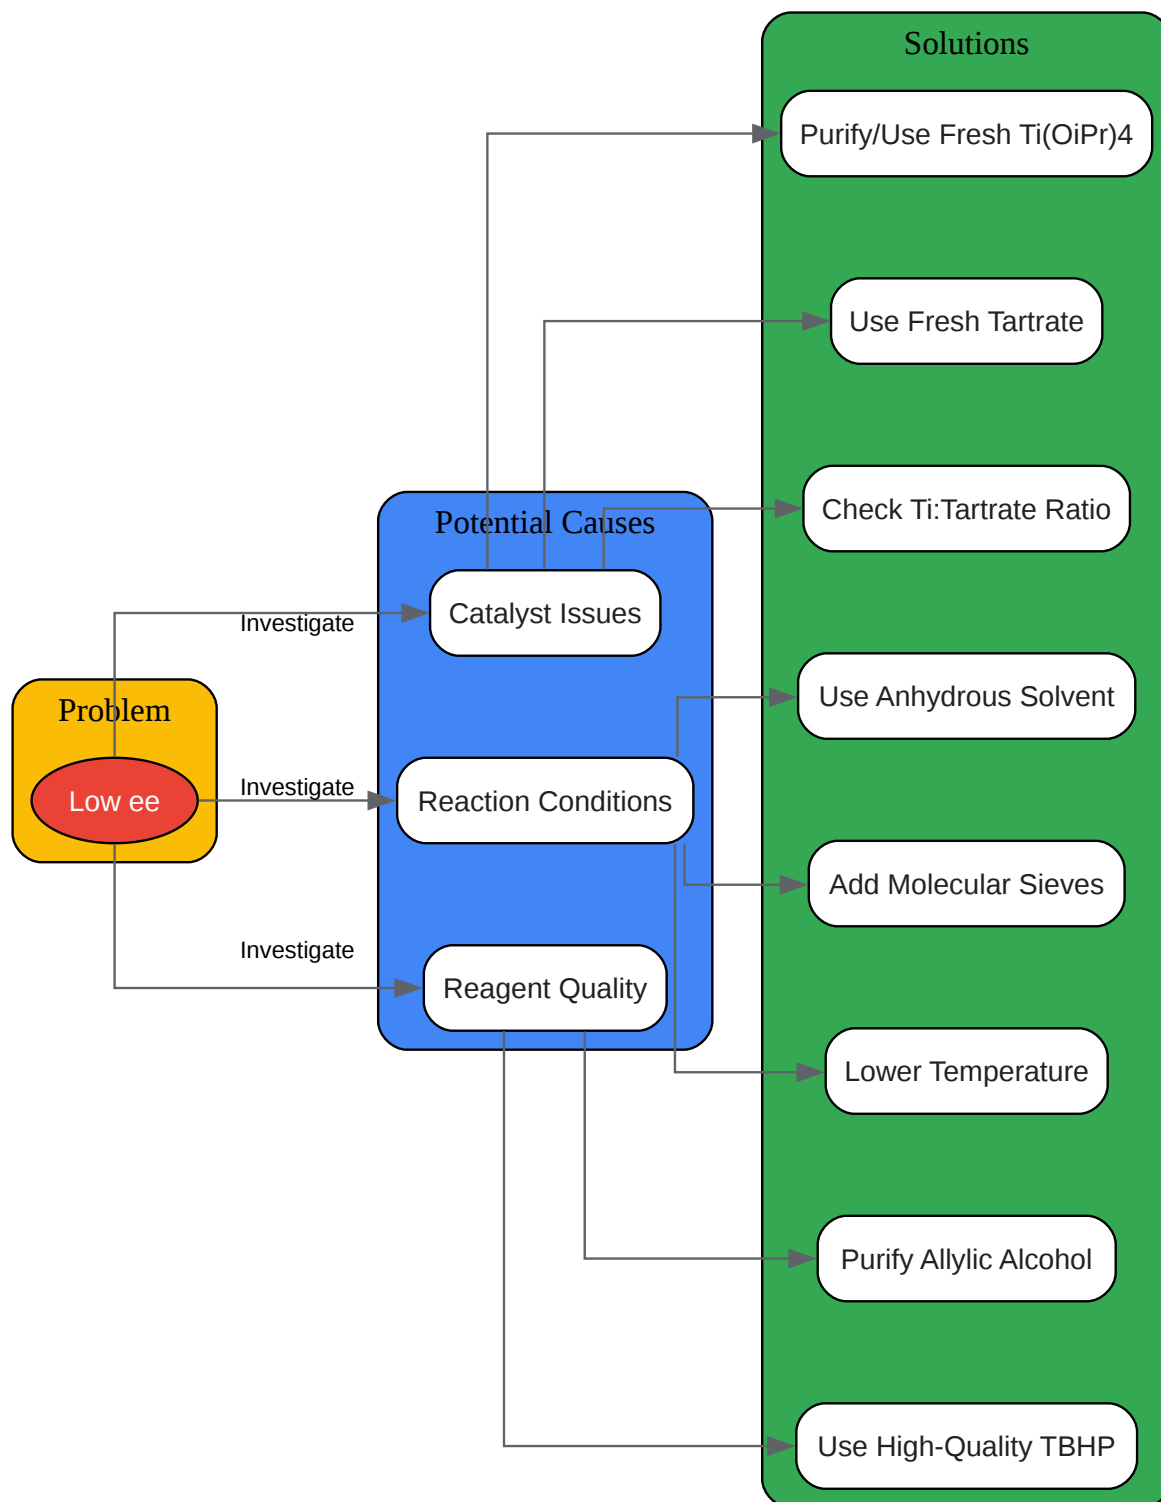 Problem
Low ee
Investigate
Investigate
Investigate
Potential Causes
Catalyst Issues
Reaction Conditions
Reagent Quality
Solutions
Purify/Use Fresh Ti(OiPr)4
Use Fresh Tartrate
Check Ti:Tartrate Ratio
Use Anhydrous Solvent
Add Molecular Sieves
Lower Temperature
Purify Allylic Alcohol
Use High-Quality TBHP